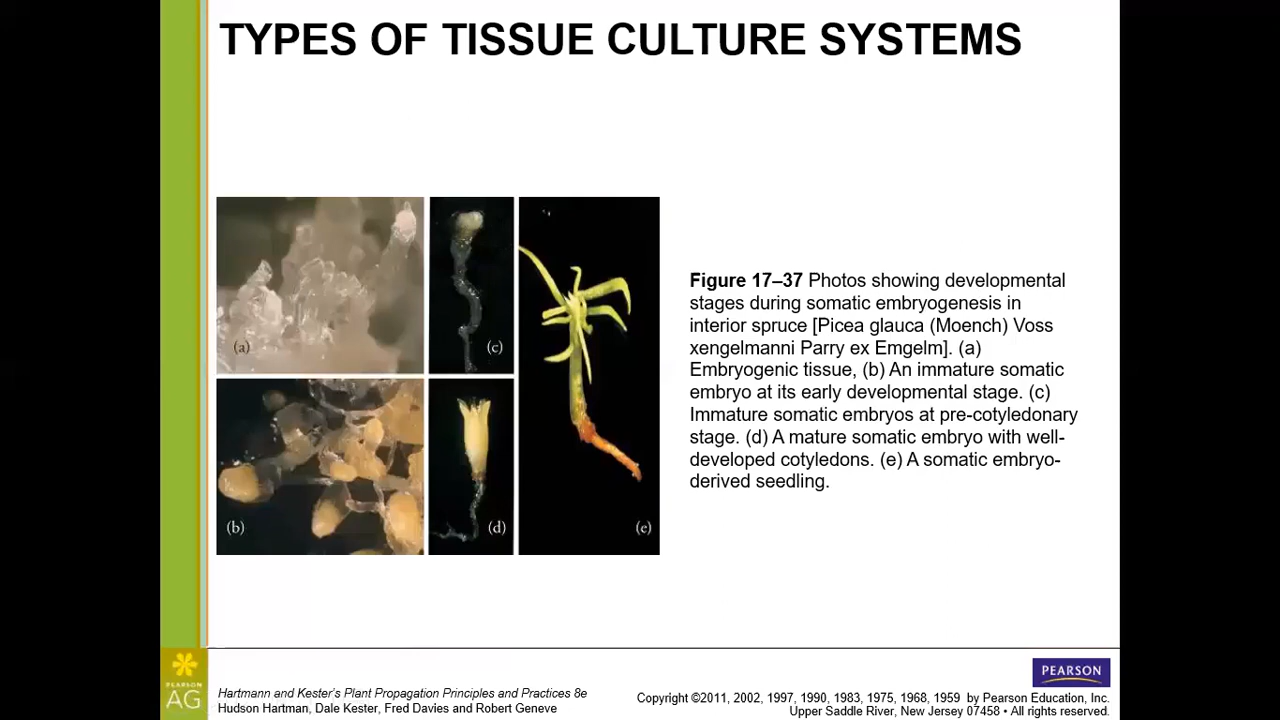 TYPES OF TISSUE CULTURE SYSTEMS
(a)
(b)
(c)
(d)
(e)
Figure 17–37 Photos showing developmental
stages during somatic embryogenesis in
interior spruce [Picea glauca (Moench) Voss
xengelmanni Parry ex Emgelm]. (a)
Embryogenic tissue, (b) An immature somatic
embryo at its early developmental stage. (c)
Immature somatic embryos at pre-cotyledonary
stage. (d) A mature somatic embryo with well-
developed cotyledons. (e) A somatic embryo-
derived seedling.
PEARSON
AG
Hartmann and Kester's Plant Propagation Principles and Practices 8e
Hudson Hartman, Dale Kester, Fred Davies and Robert Geneve
PEARSON
Copyright ©2011, 2002, 1997, 1990, 1983, 1975, 1968, 1959 by Pearson Education, Inc.
Upper Saddle River, New Jersey 07458 • All rights reserved.